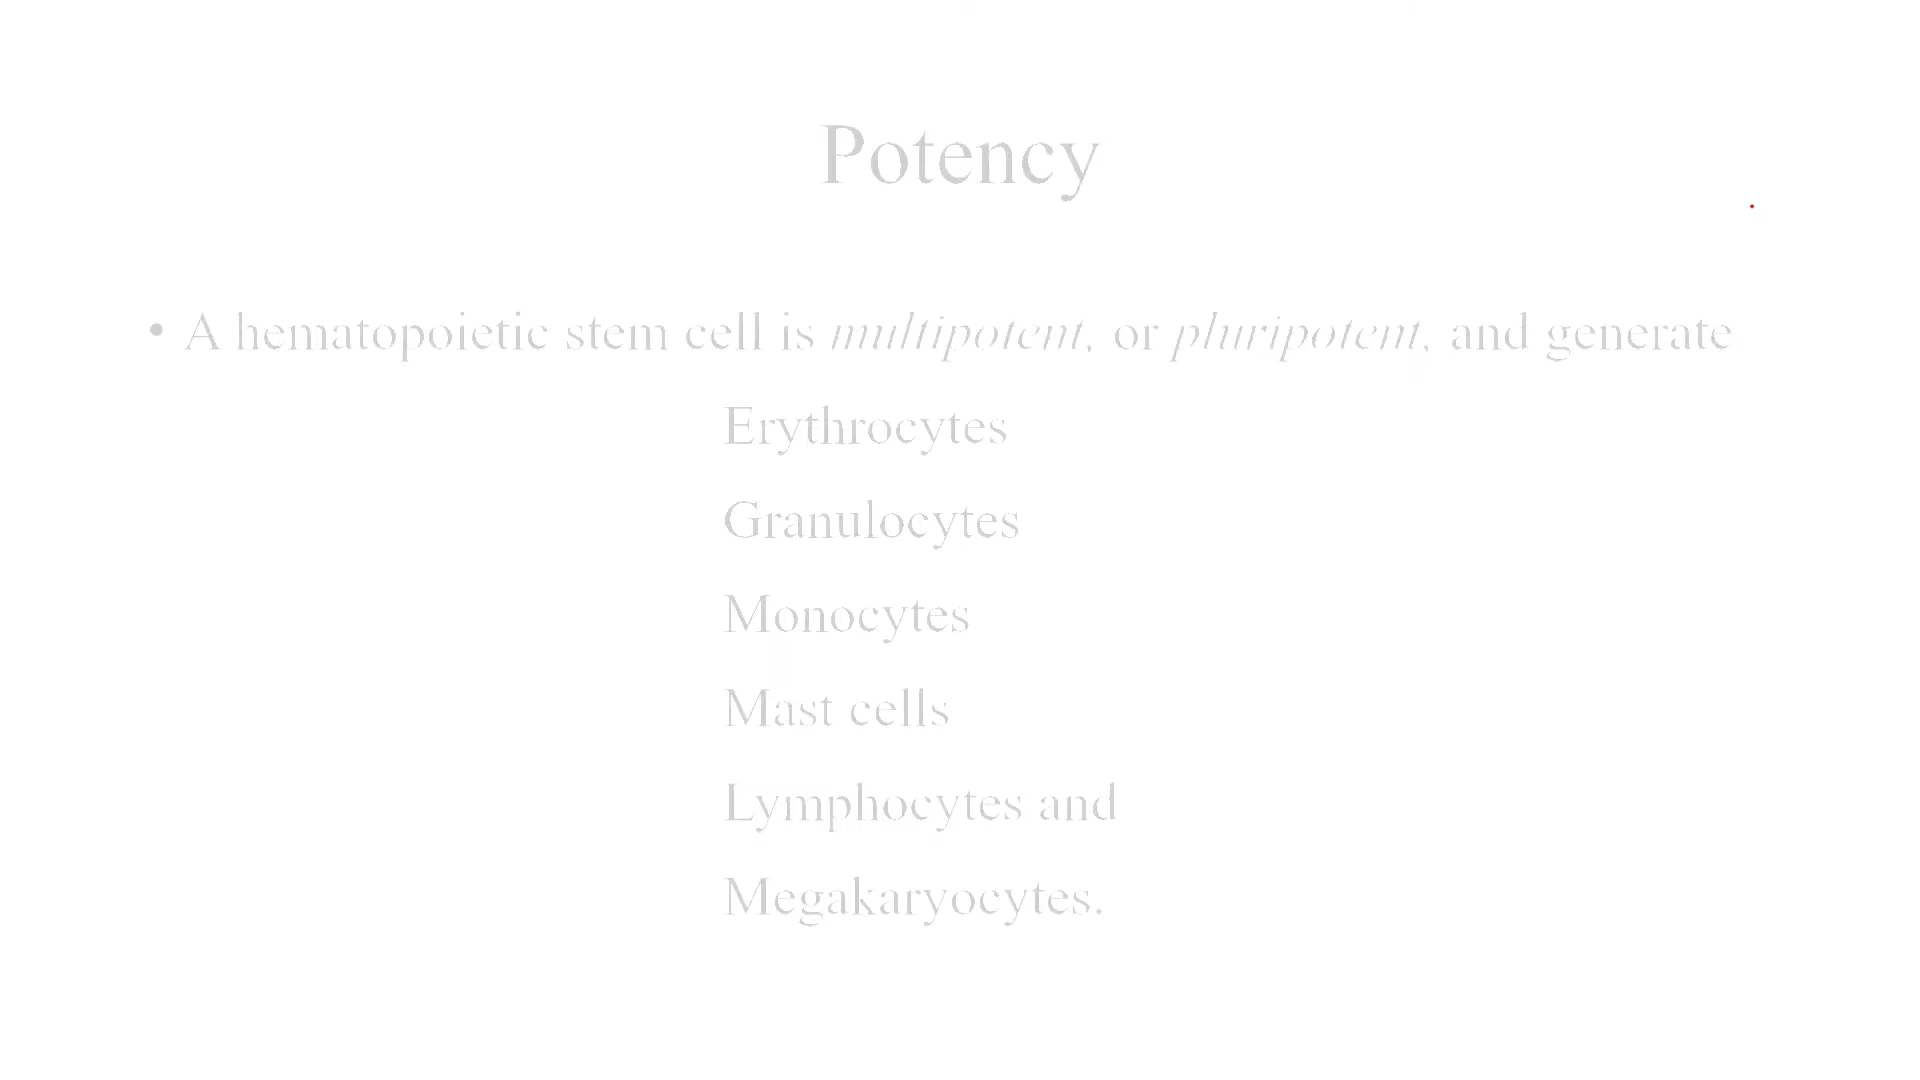 Potency
• A hematopoietic stem cell is multipotent, or pluripotent, and generate
Erythrocytes
Granulocytes
Monocytes
Mast cells
Lymphocytes and
Megakaryocytes.